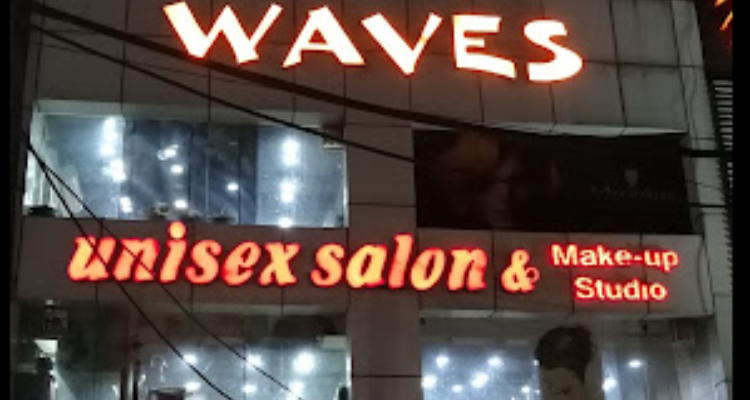 WAVES
unisex salon &
Make-up
Studio